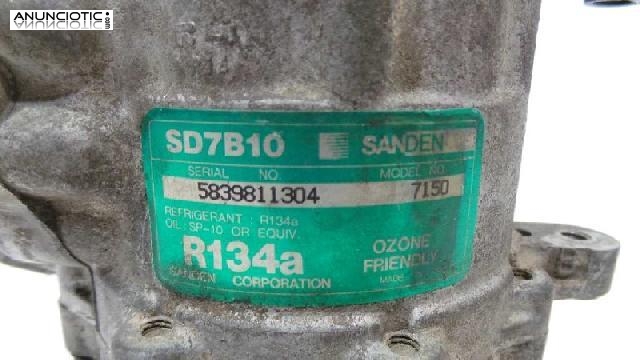 ANUNCIOTIC.COM
SD7B10 SANDEN
SERIAL NO. MODEL NO.
5839811304 7150
REFRIGERANT : R134a
OIL: SP-10 OR EQUIV.
R134a OZONE FRIENDLY
SANDEN CORPORATION MADE